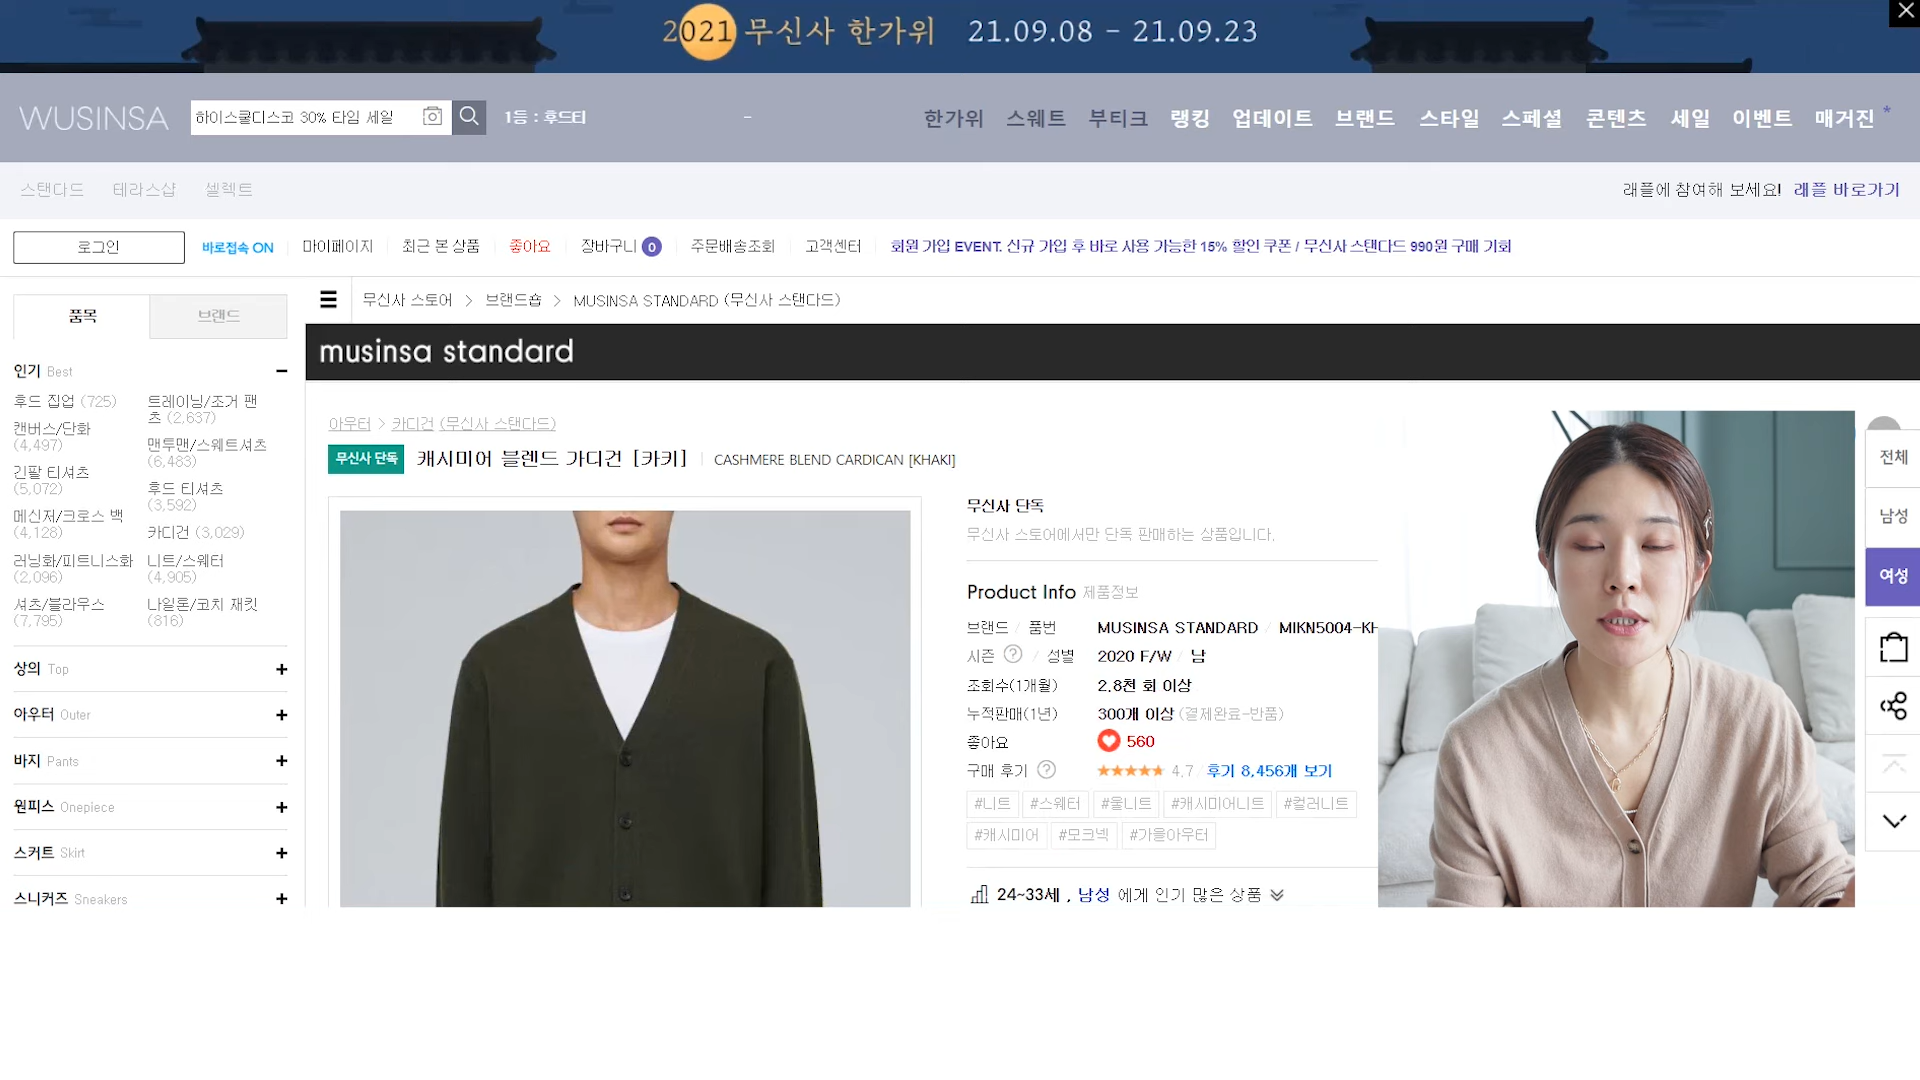 2021 무신사 한가위 21.09.08 - 21.09.23
WUSINSA
하이스쿨디스코 30% 타임 세일
1등 : 후드티
한가위 스웨트 부티크 랭킹 업데이트 브랜드 스타일 스페셜 콘텐츠 세일 이벤트 매거진 *
스탠다드 테라스샵 셀렉트
래플에 참여해 보세요! 래플 바로가기
로그인 바로접속 ON 마이페이지 최근 본 상품 좋아요 장바구니 0 주문배송조회 고객센터 회원 가입 EVENT. 신규 가입 후 바로 사용 가능한 15% 할인 쿠폰 / 무신사 스탠다드 990원 구매 기회
품목 브랜드
무신사 스토어 > 브랜드숍 > MUSINSA STANDARD (무신사 스탠다드)
musinsa standard
인기 Best
후드 집업 (725)
캔버스/단화
(4,497)
긴팔 티셔츠
(5,072)
메신저/크로스 백
(4,128)
러닝화/피트니스화
(2,096)
셔츠/블라우스
(7,795)
트레이닝/조거 팬
츠 (2,637)
맨투맨/스웨트셔츠
(6,483)
후드 티셔츠
(3,592)
카디건 (3,029)
니트/스웨터
(4,905)
나일론/코치 재킷
(816)
상의 Top
아우터 Outer
바지 Pants
원피스 Onepiece
스커트 Skirt
스니커즈 Sneakers
아우터 > 카디건 (무신사 스탠다드)
무신사 단독 캐시미어 블렌드 가디건 [카키] CASHMERE BLEND CARDICAN [KHAKI]
무신사 단독
무신사 스토어에서만 단독 판매하는 상품입니다.
Product Info 제품정보
브랜드 / 품번 MUSINSA STANDARD / MIKN5004-KH
시즌 ? / 성별 2020 F/W / 남
조회수(1개월) 2.8천 회 이상
누적판매(1년) 300개 이상 (결제완료-반품)
좋아요 560
구매 후기 ? ★★★★★ 4.7 / 후기 8,456개 보기
#니트 #스웨터 #울니트 #캐시미어니트 #컬러니트
#캐시미어 #모크넥 #가을아우터
24~33세 , 남성 에게 인기 많은 상품
전체
남성
여성